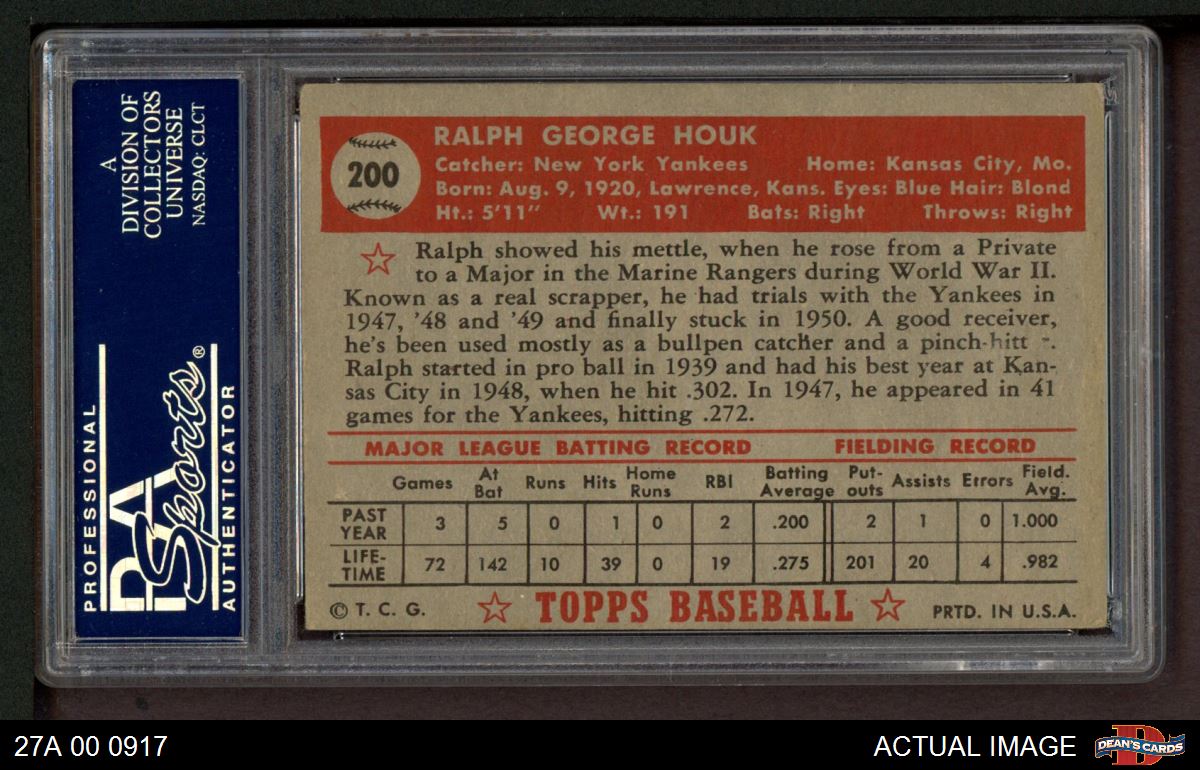 A
DIVISION OF
COLLECTORS
UNIVERSE
NASDAQ: CLCT
PROFESSIONAL
PSA
Sports®
AUTHENTICATOR
200
RALPH GEORGE HOUK
Catcher: New York Yankees Home: Kansas City, Mo.
Born: Aug. 9, 1920, Lawrence, Kans. Eyes: Blue Hair: Blond
Ht.: 5'11" Wt.: 191 Bats: Right Throws: Right
Ralph showed his mettle, when he rose from a Private
to a Major in the Marine Rangers during World War II.
Known as a real scrapper, he had trials with the Yankees in
1947, '48 and '49 and finally stuck in 1950. A good receiver,
he's been used mostly as a bullpen catcher and a
Ralph started in pro ball in 1939 and had his best year at Kan-
sas City in 1948, when he hit .302. In 1947, he appeared in 41
games for the Yankees, hitting .272.
MAJOR LEAGUE BATTING RECORD FIELDING RECORD
Games At Bat Runs Hits Home Runs RBI Batting Average Put-outs Assists Errors Field. Avg.
PAST YEAR 3 5 0 1 0 2 .200 2 1 0 1.000
LIFE-TIME 72 142 10 39 0 19 .275 201 20 4 .982
© T. C. G. TOPPS BASEBALL PRTD. IN U.S.A.
27A 00 0917 ACTUAL IMAGE DEAN'S CARDS